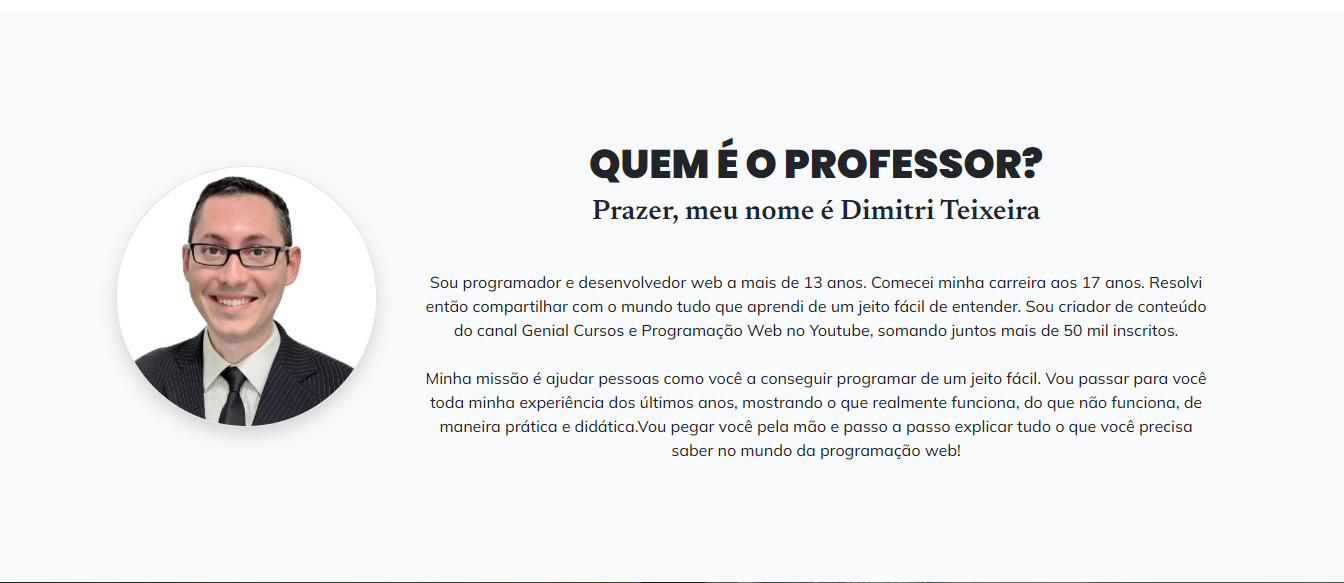 QUEM É O PROFESSOR?
Prazer, meu nome é Dimitri Teixeira
Sou programador e desenvolvedor web a mais de 13 anos. Comecei minha carreira aos 17 anos. Resolvi
então compartilhar com o mundo tudo que aprendi de um jeito fácil de entender. Sou criador de conteúdo
do canal Genial Cursos e Programação Web no Youtube, somando juntos mais de 50 mil inscritos.
Minha missão é ajudar pessoas como você a conseguir programar de um jeito fácil. Vou passar para você
toda minha experiência dos últimos anos, mostrando o que realmente funciona, do que não funciona, de
maneira prática e didática.Vou pegar você pela mão e passo a passo explicar tudo o que você precisa
saber no mundo da programação web!